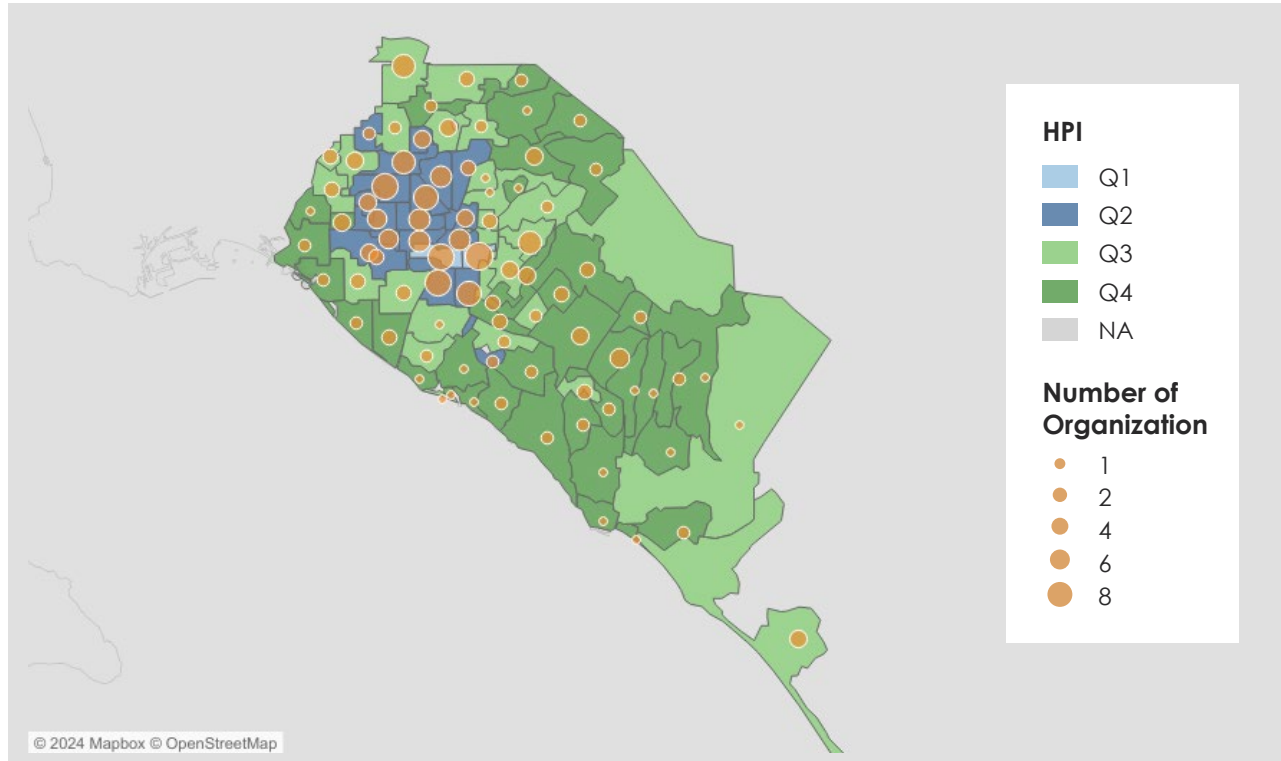 HPI
Q1
Q2
Q3
Q4
NA
Number of
Organization
1
2
4
6
8
© 2024 Mapbox © OpenStreetMap